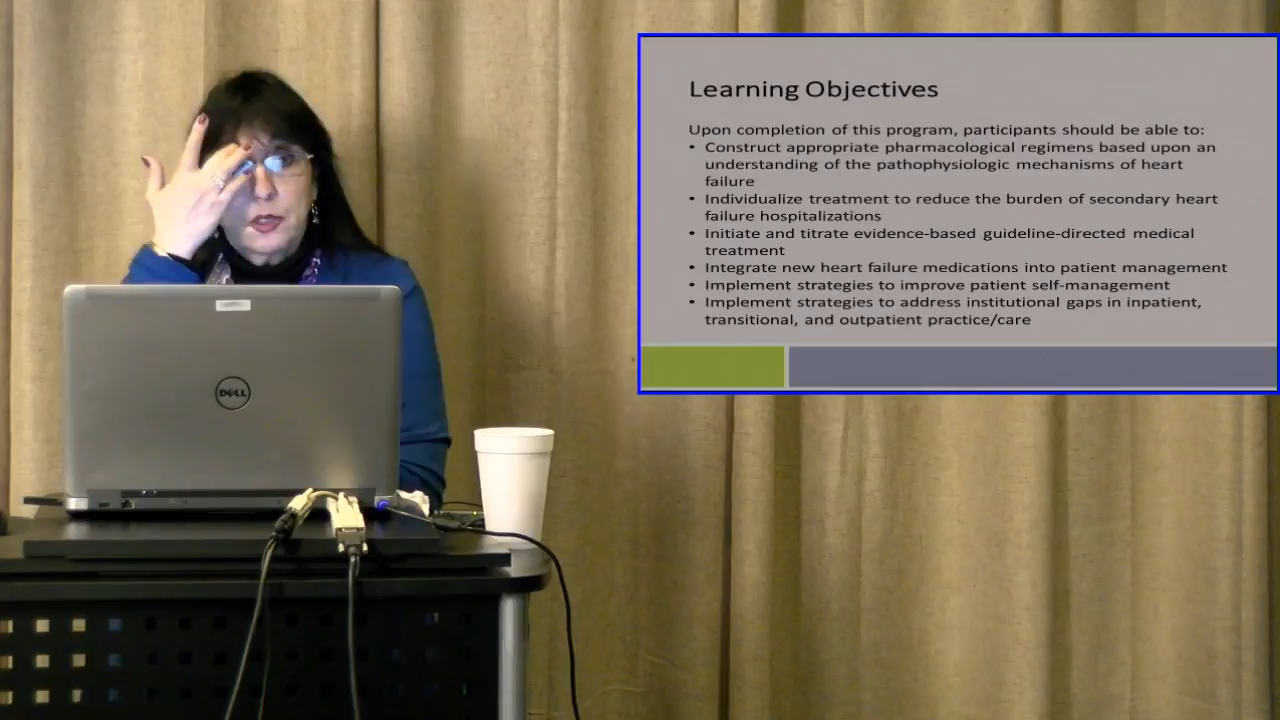 Learning Objectives
Upon completion of this program, participants should be able to:
• Construct appropriate pharmacological regimens based upon an
understanding of the pathophysiologic mechanisms of heart
failure
• Individualize treatment to reduce the burden of secondary heart
failure hospitalizations
• Initiate and titrate evidence-based guideline-directed medical
treatment
• Integrate new heart failure medications into patient management
• Implement strategies to improve patient self-management
• Implement strategies to address institutional gaps in inpatient,
transitional, and outpatient practice/care
DELL